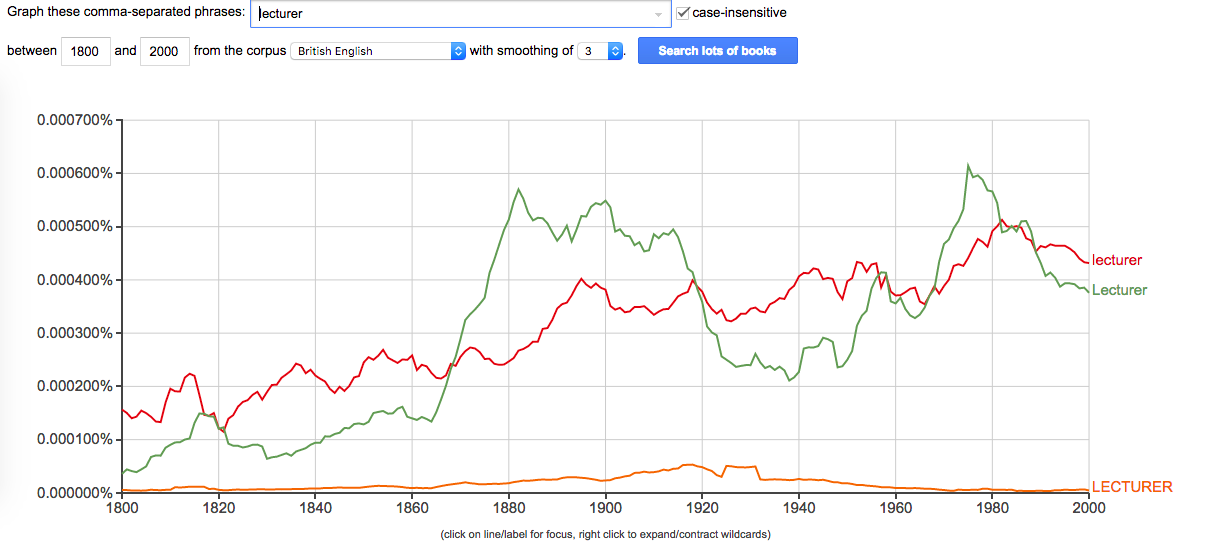 Graph these comma-separated phrases: lecturer case-insensitive
between 1800 and 2000 from the corpus British English with smoothing of 3 . Search lots of books
0.000700%
0.000600%
0.000500%
0.000400%
0.000300%
0.000200%
0.000100%
0.000000%
lecturer
Lecturer
LECTURER
1800 1820 1840 1860 1880 1900 1920 1940 1960 1980 2000
(click on line/label for focus, right click to expand/contract wildcards)